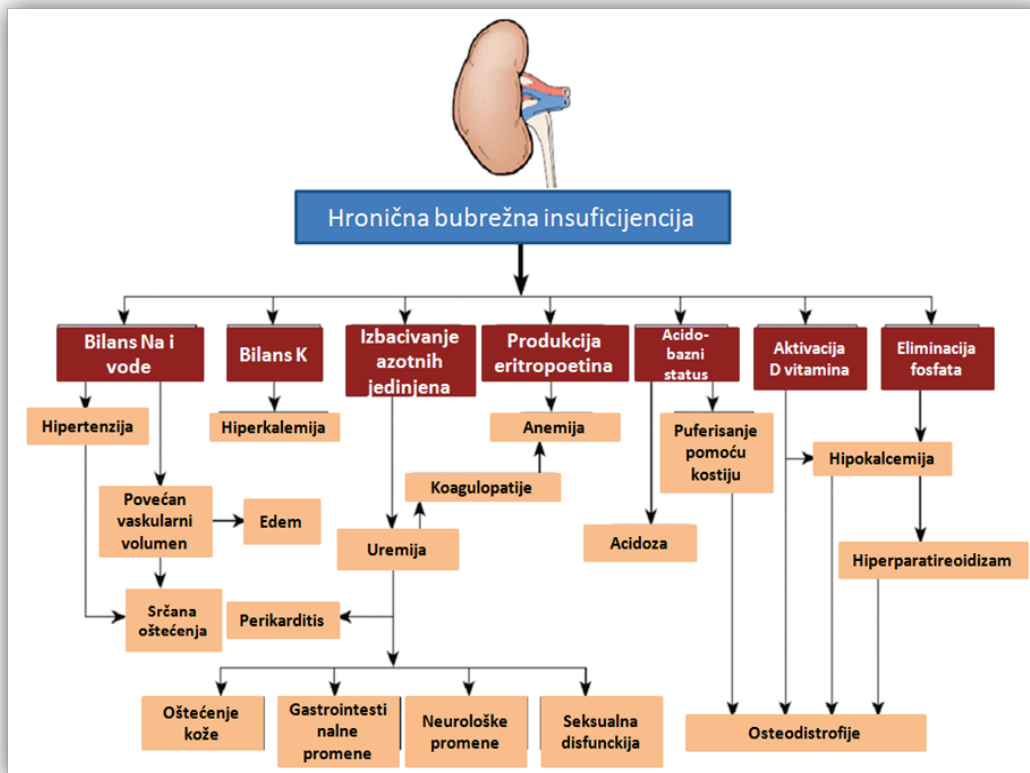 Hronična bubrežna insuficijencija
Bilans Na i
vode
Bilans K
Izbacivanje
azotnih
jedinjena
Produkcija
eritropoetina
Acido-
bazni
status
Aktivacija
D vitamina
Eliminacija
fosfata
Hipertenzija
Hiperkalemija
Anemija
Puferisanje
pomoću
kostiju
Hipokalcemija
Koagulopatije
Povećan
vaskularni
volumen
Edem
Uremija
Acidoza
Hiperparatireoidizam
Srčana
oštećenja
Perikarditis
Oštećenje
kože
Gastrointesti
nalne
promene
Neurološke
promene
Seksualna
disfunckija
Osteodistrofije